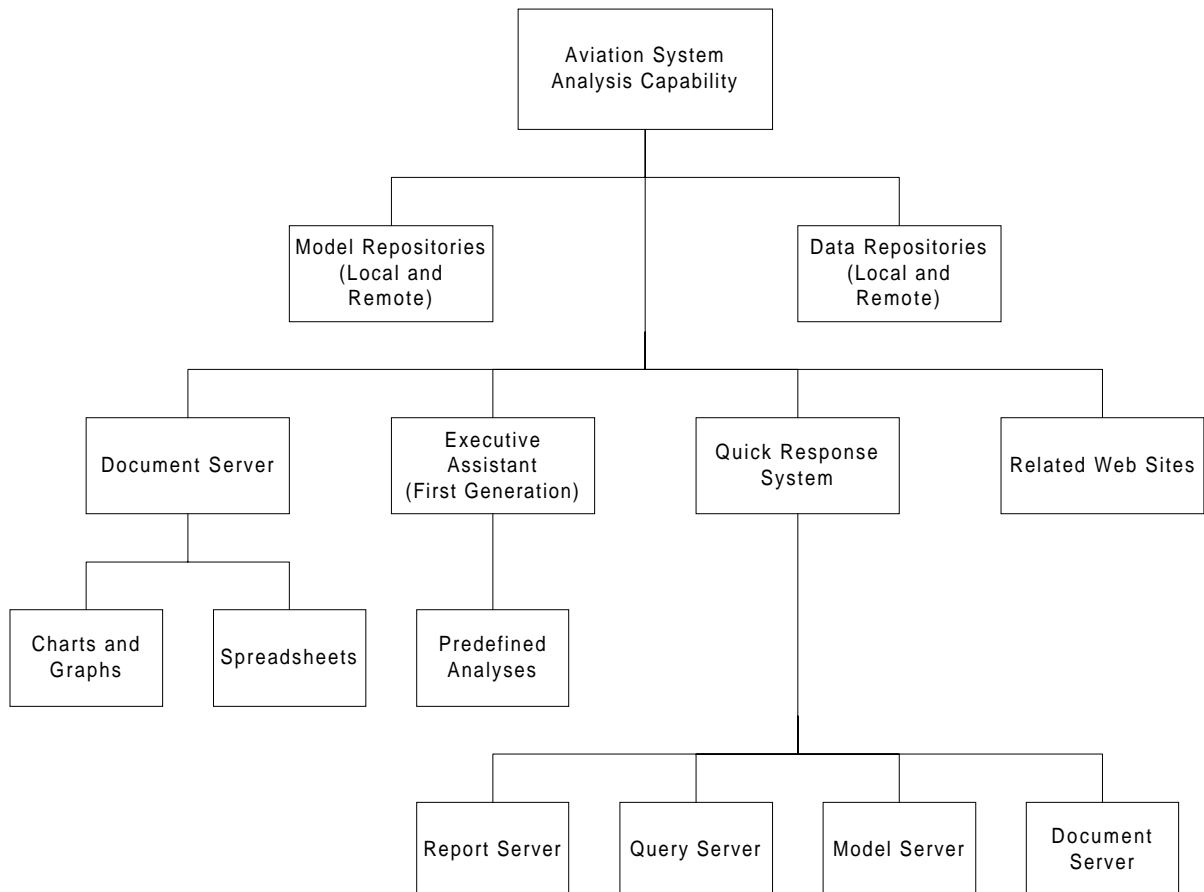 Aviation System
Analysis Capability
Model Repositories
(Local and
Remote)
Data Repositories
(Local and
Remote)
Document Server
Executive
Assistant
(First Generation)
Quick Response
System
Related Web Sites
Charts and
Graphs
Spreadsheets
Predefined
Analyses
Report Server
Query Server
Model Server
Document
Server